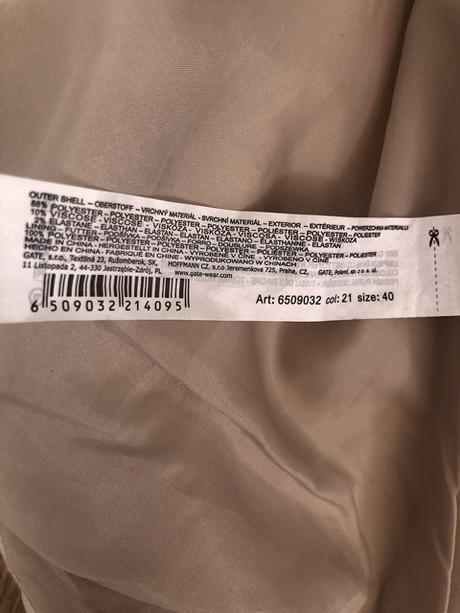 OUTER SHELL – OBERSTOFF – VRCHNÝ MATERIÁL – SVRCHNÍ MATERIÁL – EXTERIOR – EXTÉRIEUR – POWIERZCHNIA MATERIAŁU
88% POLYESTER – POLYESTER – POLYESTER – POLYESTER – POLIÉSTER – POLYESTER – POLIESTER
10% VISCOSE – VISKOSE – VISKÓZA – VISKÓZA – VISCOSA – VISCOSE – WISKOZA
2% ELASTANE – ELASTHAN – ELASTAN – ELASTAN – ELASTANO – ELASTHANNE – ELASTAN
LINING – FUTTER – PODŠÍVKA – PODŠÍVKA – FORRO – DOUBLURE – PODSZEWKA
100% POLYESTER – POLYESTER – POLYESTER – POLYESTER – POLIÉSTER – POLYESTER – POLIESTER
MADE IN CHINA – HERGESTELLT IN CHINA – VYROBENÉ V ČÍNE – VYROBENO V ČÍNĚ
HECHO EN CHINA – FABRIQUÉ EN CHINE – WYPRODUKOWANO W CHINACH
GATE, s.r.o., Textilná 23, Ružomberok, SK, HOFFMANN CZ, s.r.o Jeremenkova 725, Praha, CZ, GATE, Poland, sp. z o. o. ul.
11 Listopada 2, 44-330 Jastrzębie-Zdrój, PL www.gate-wear.com
6 509032 214095
Art: 6509032 col: 21 size: 40